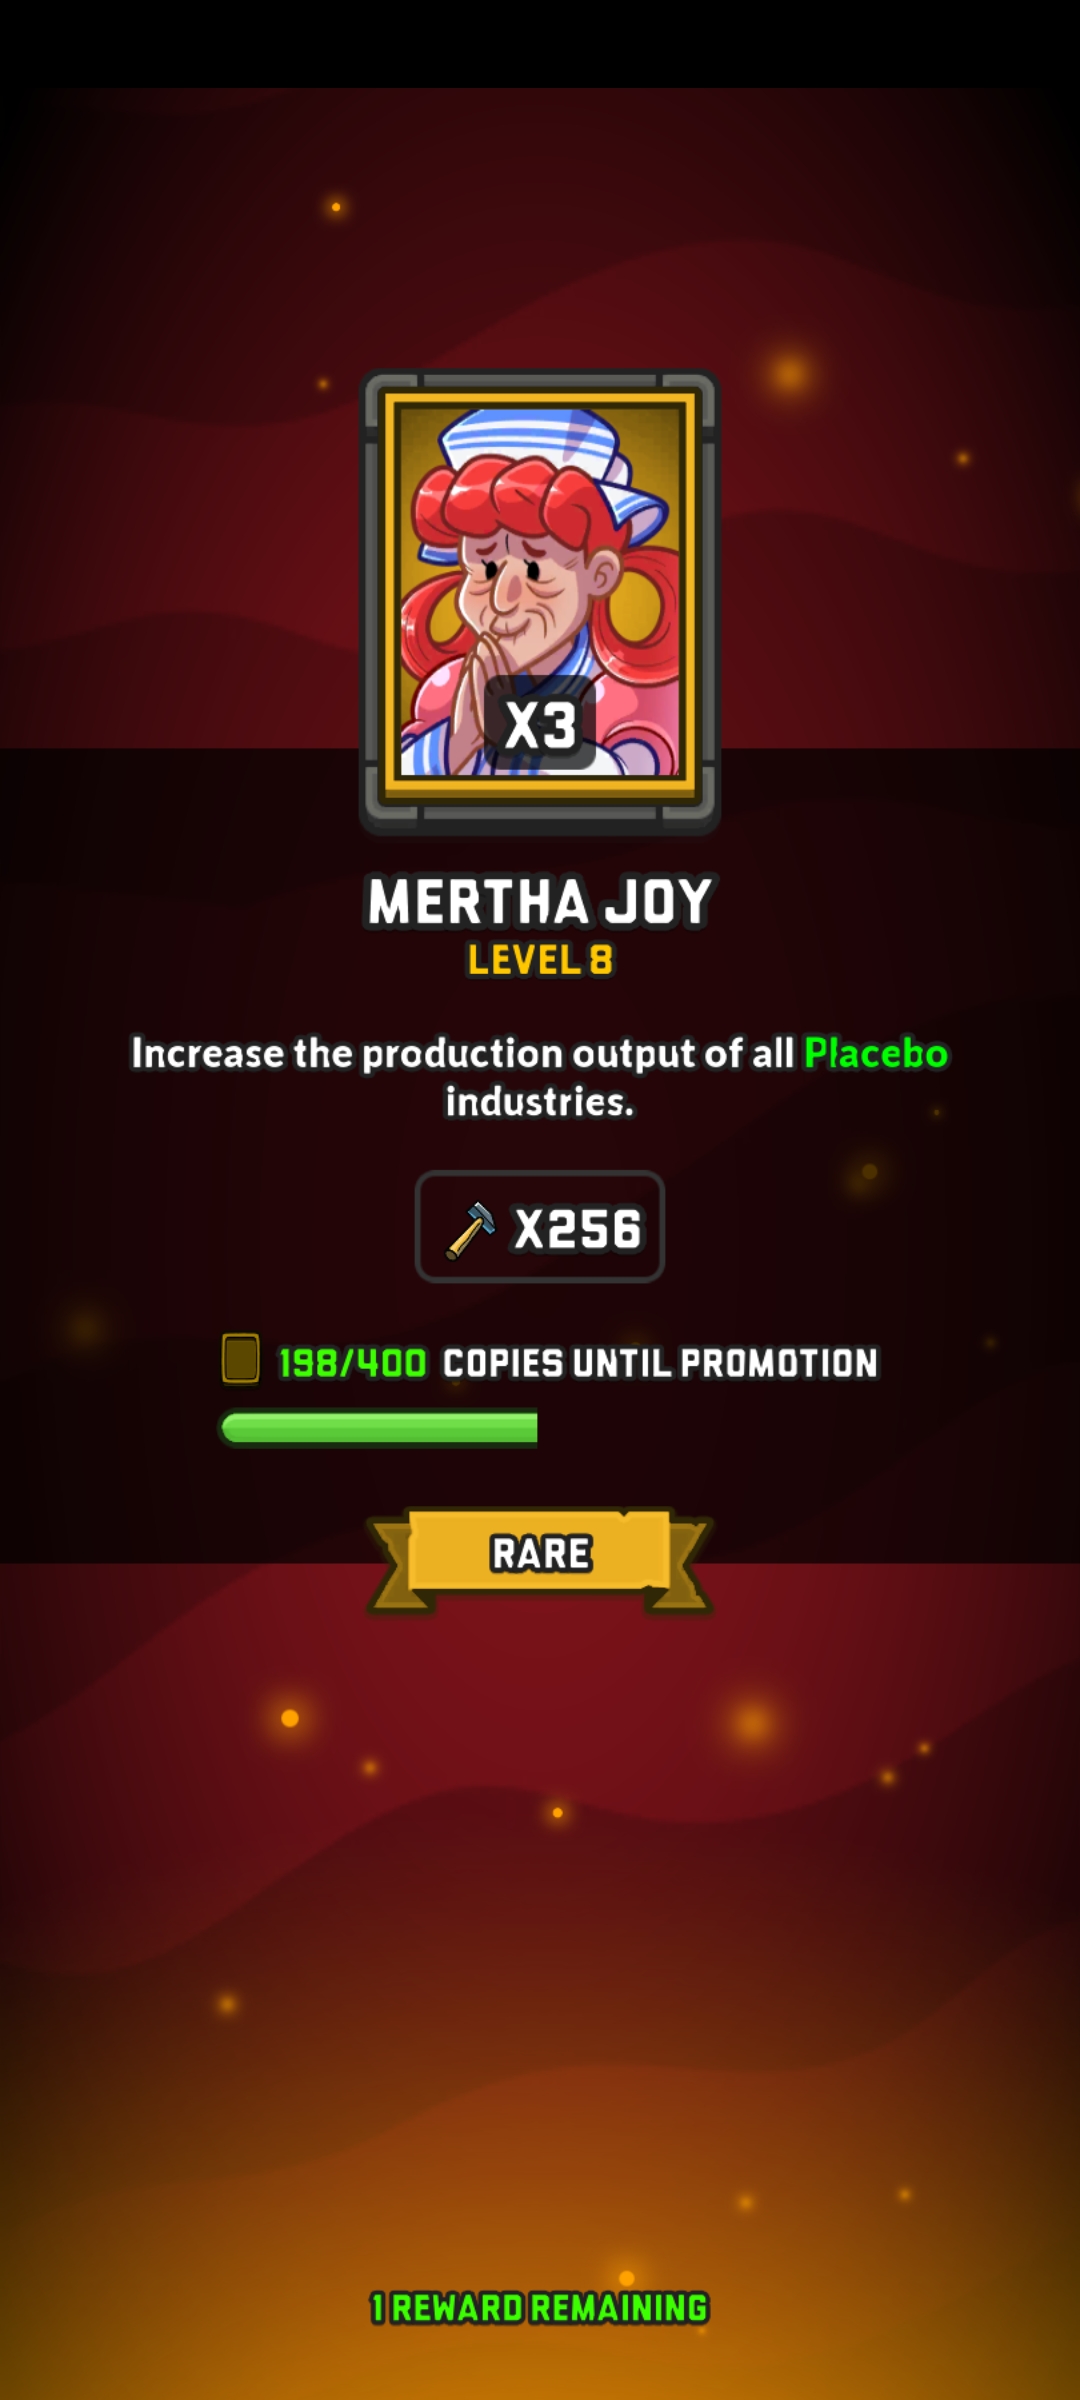 X3
MERTHA JOY
LEVEL 8
Increase the production output of all Placebo
industries.
X256
198/400 COPIES UNTIL PROMOTION
RARE
1 REWARD REMAINING